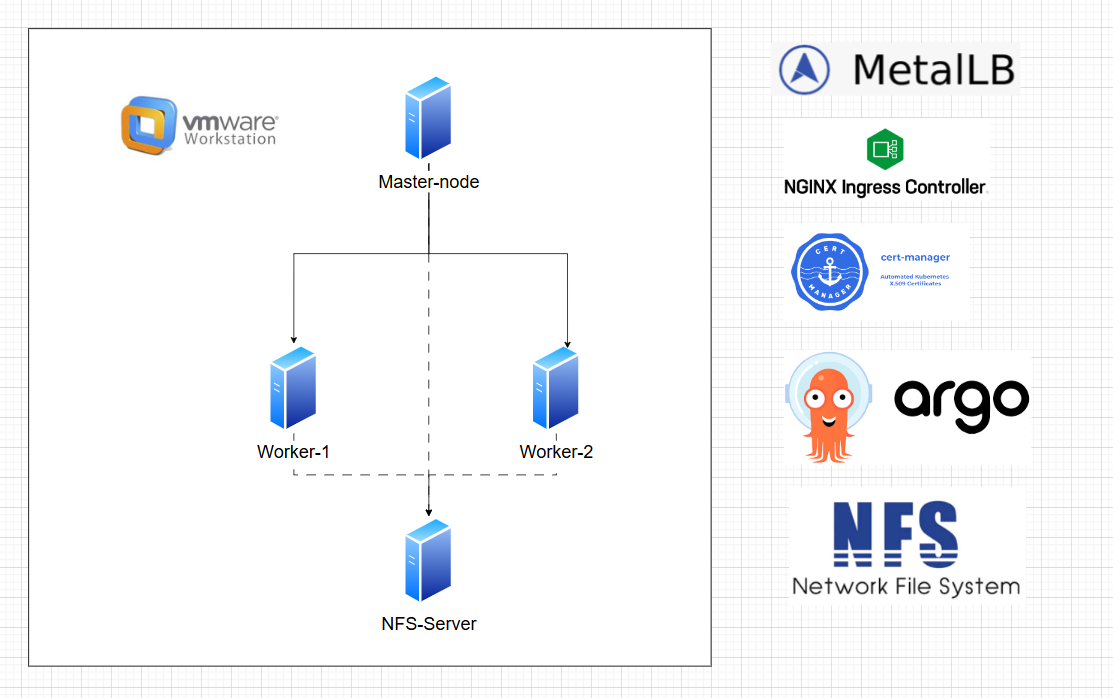 vmware®
Workstation
Master-node
Worker-1
Worker-2
NFS-Server
MetalLB
NGINX Ingress Controller
CERT
MANAGER
cert-manager
Automated Kubernetes
X.509 Certificates
argo
NFS
Network File System